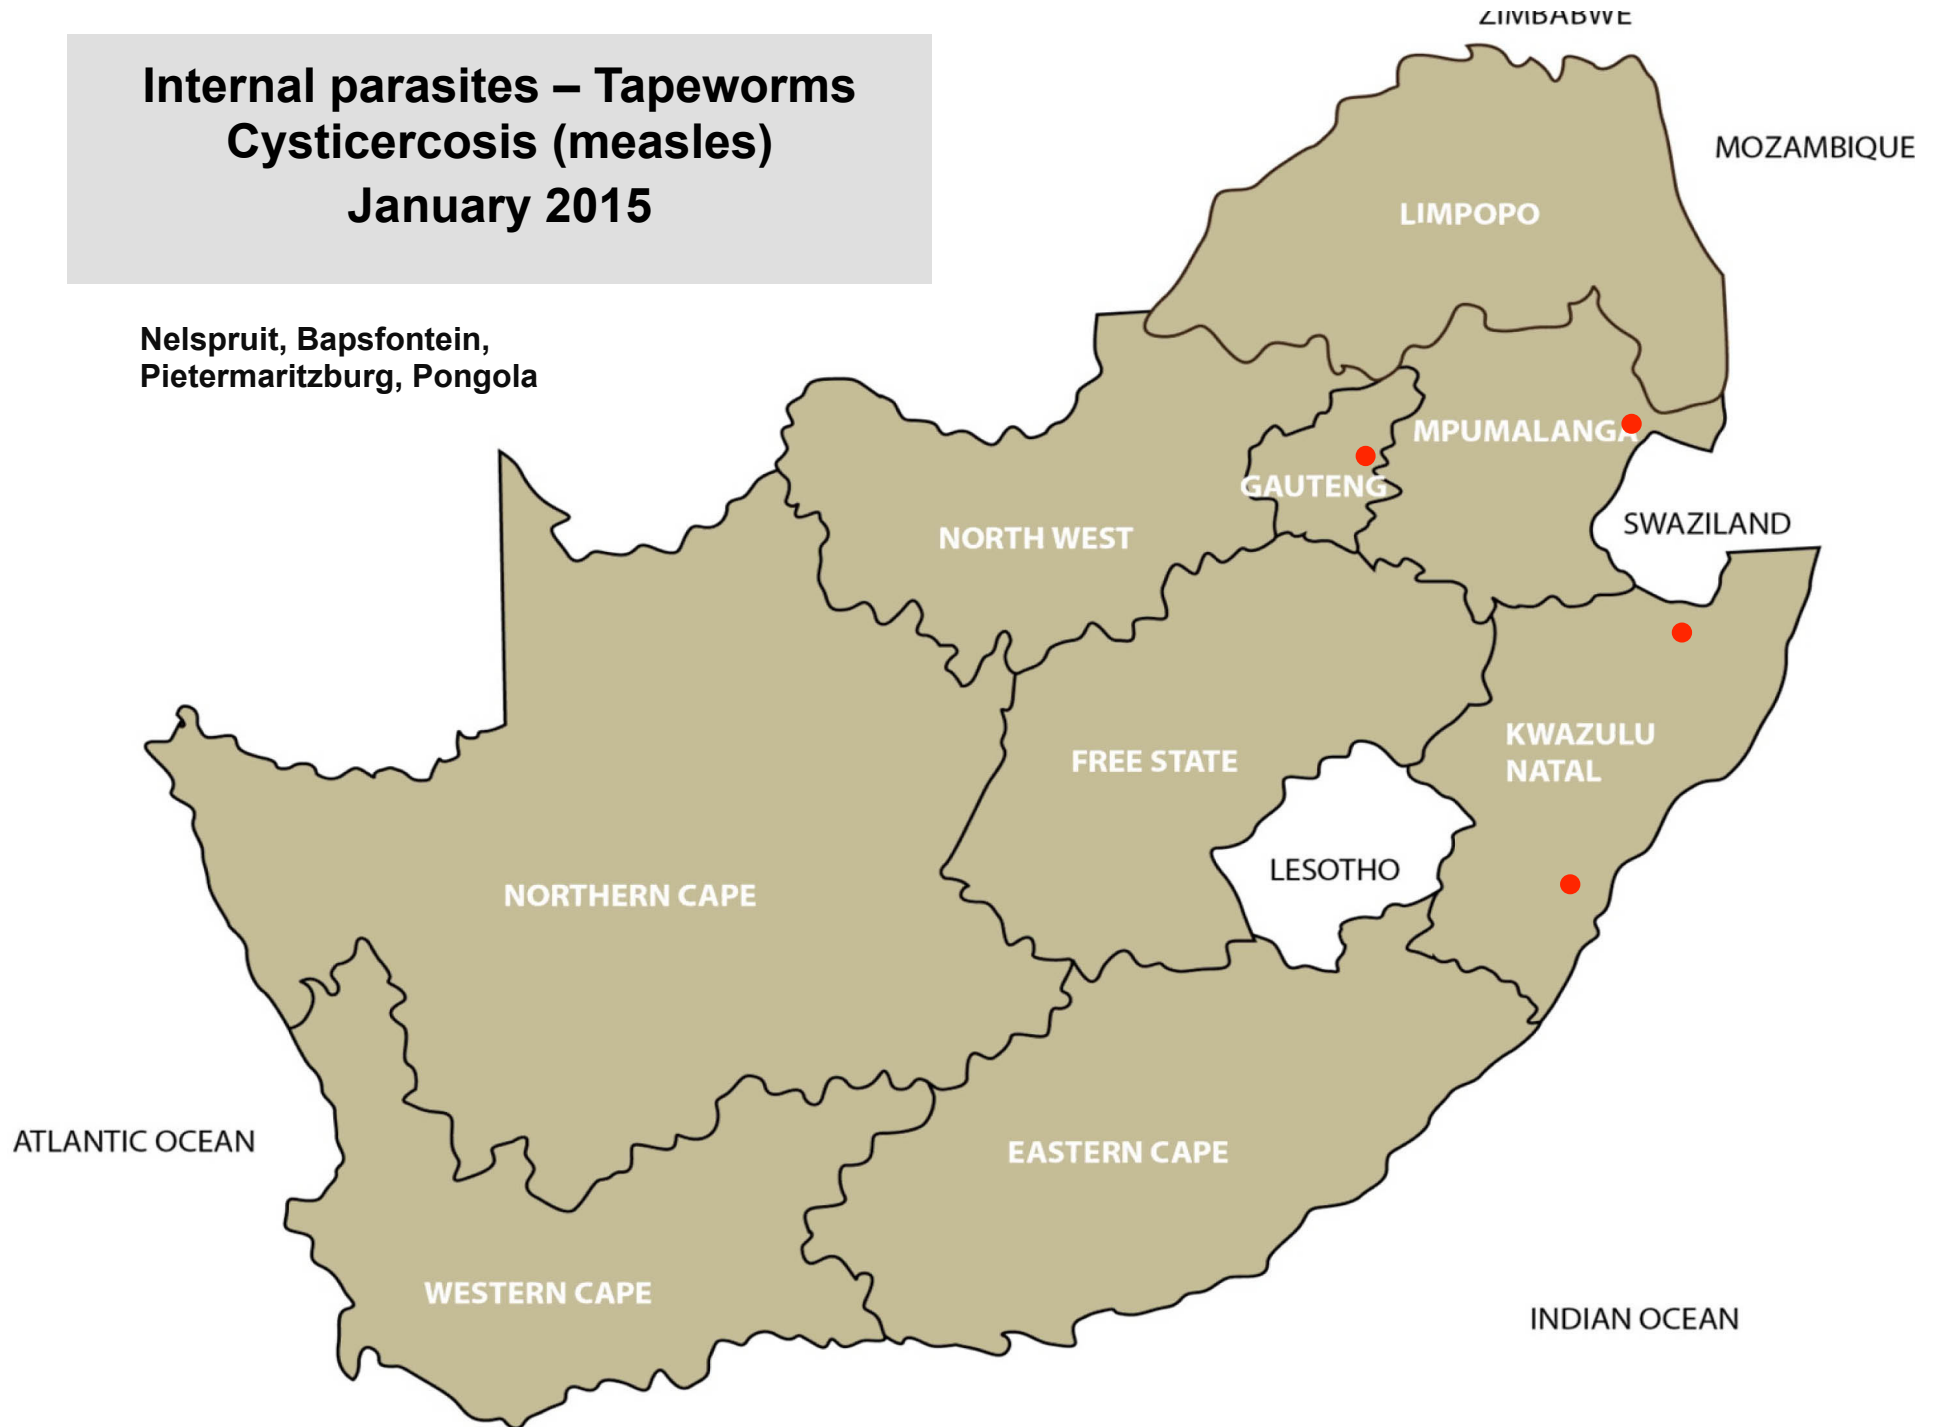 ZIMBABWE
Internal parasites – Tapeworms
Cysticercosis (measles)
January 2015
MOZAMBIQUE
LIMPOPO
Nelspruit, Bapsfontein,
Pietermaritzburg, Pongola
MPUMALANGA
GAUTENG
NORTH WEST
SWAZILAND
KWAZULU
NATAL
FREE STATE
LESOTHO
NORTHERN CAPE
ATLANTIC OCEAN
EASTERN CAPE
WESTERN CAPE
INDIAN OCEAN